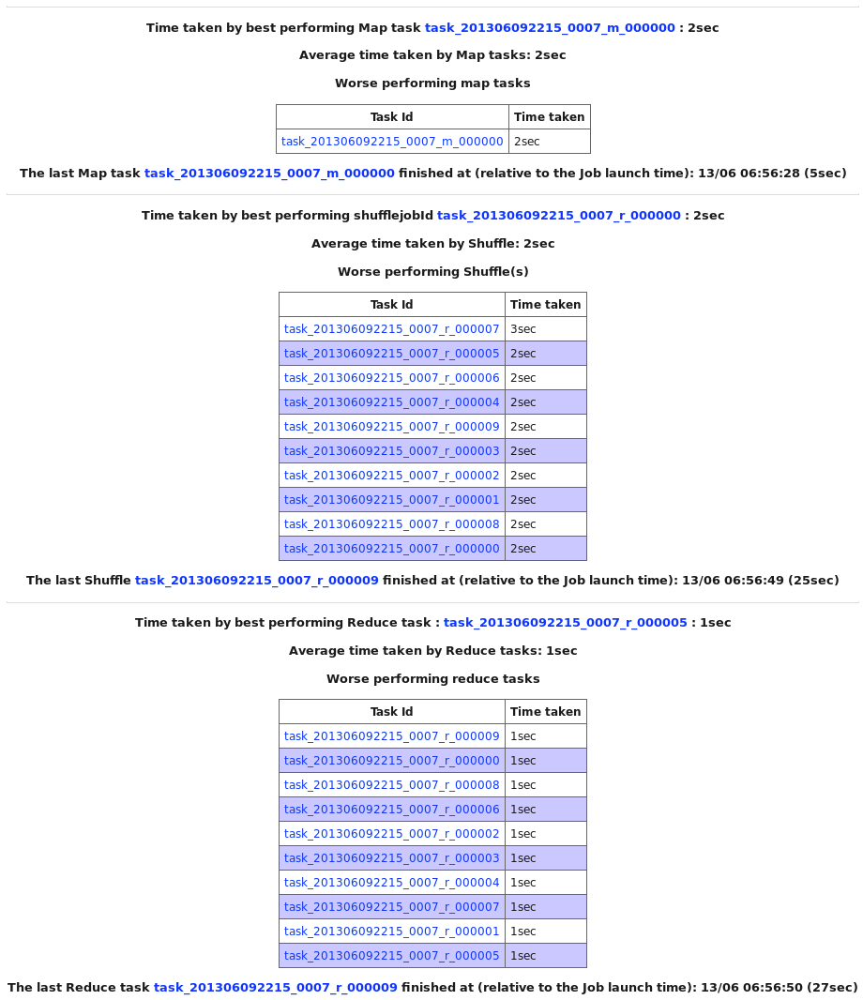 Time taken by best performing Map task task_201306092215_0007_m_000000 : 2sec
Average time taken by Map tasks: 2sec
Worse performing map tasks
Task Id Time taken
task_201306092215_0007_m_000000 2sec
The last Map task task_201306092215_0007_m_000000 finished at (relative to the Job launch time): 13/06 06:56:28 (5sec)
Time taken by best performing shufflejobId task_201306092215_0007_r_000000 : 2sec
Average time taken by Shuffle: 2sec
Worse performing Shuffle(s)
Task Id Time taken
task_201306092215_0007_r_000007 3sec
task_201306092215_0007_r_000005 2sec
task_201306092215_0007_r_000006 2sec
task_201306092215_0007_r_000004 2sec
task_201306092215_0007_r_000009 2sec
task_201306092215_0007_r_000003 2sec
task_201306092215_0007_r_000002 2sec
task_201306092215_0007_r_000001 2sec
task_201306092215_0007_r_000008 2sec
task_201306092215_0007_r_000000 2sec
The last Shuffle task_201306092215_0007_r_000009 finished at (relative to the Job launch time): 13/06 06:56:49 (25sec)
Time taken by best performing Reduce task : task_201306092215_0007_r_000005 : 1sec
Average time taken by Reduce tasks: 1sec
Worse performing reduce tasks
Task Id Time taken
task_201306092215_0007_r_000009 1sec
task_201306092215_0007_r_000000 1sec
task_201306092215_0007_r_000008 1sec
task_201306092215_0007_r_000006 1sec
task_201306092215_0007_r_000002 1sec
task_201306092215_0007_r_000003 1sec
task_201306092215_0007_r_000004 1sec
task_201306092215_0007_r_000007 1sec
task_201306092215_0007_r_000001 1sec
task_201306092215_0007_r_000005 1sec
The last Reduce task task_201306092215_0007_r_000009 finished at (relative to the Job launch time): 13/06 06:56:50 (27sec)